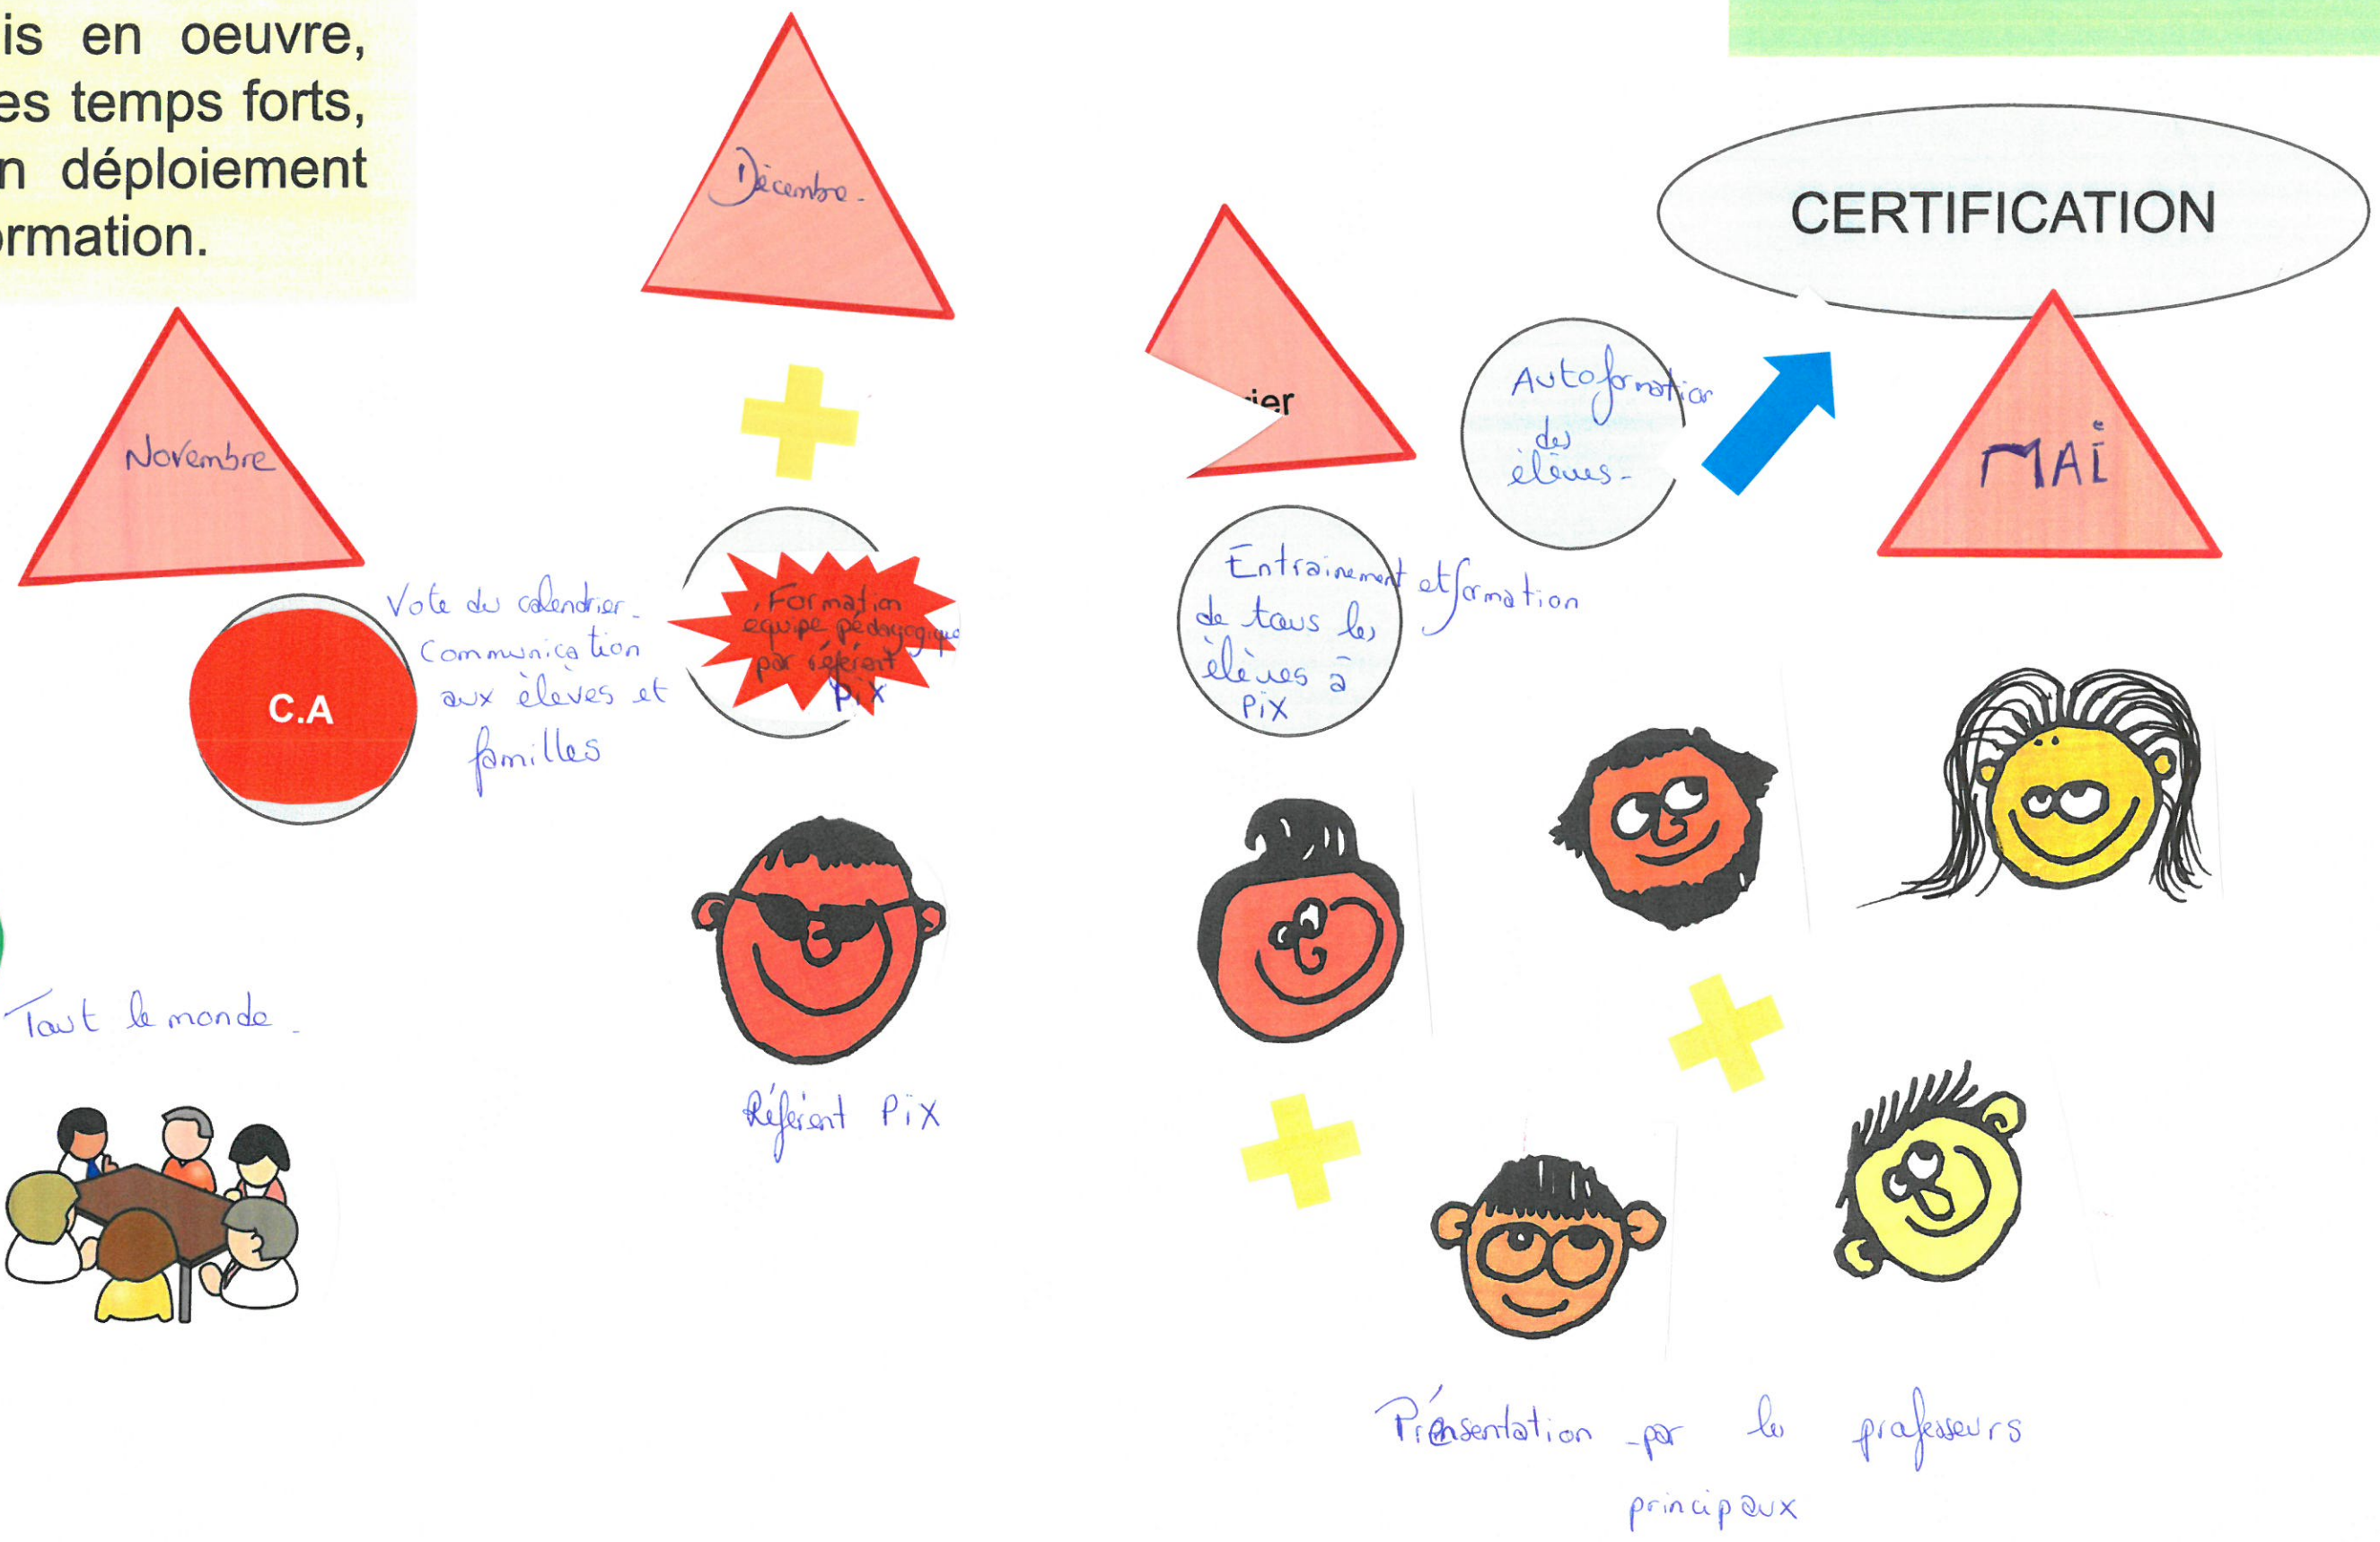 is en oeuvre,
es temps forts,
n déploiement
ormation.
Novembre
C.A
Vote du calendrier -
Communication
aux élèves et
familles
Tout le monde -
Décembre -
Formation
équipe pédagogique
par référent
PiX
Référent PiX
ier
Entrainement et formation
de tous les
élèves à
PiX
Autoformation
des
élèves -
CERTIFICATION
MAI
Présentation par les professeurs
principaux